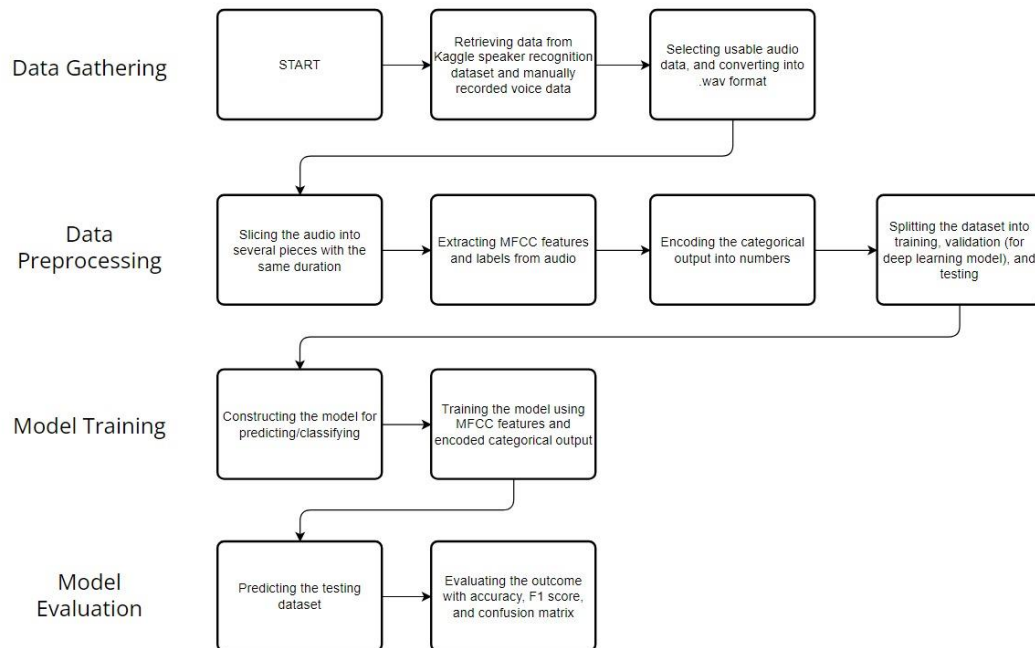 Data Gathering
START
Retrieving data from
Kaggle speaker recognition
dataset and manually
recorded voice data
Selecting usable audio
data, and converting into
.wav format
Data
Preprocessing
Slicing the audio into
several pieces with the
same duration
Extracting MFCC features
and labels from audio
Encoding the categorical
output into numbers
Splitting the dataset into
training, validation (for
deep learning model), and
testing
Model Training
Constructing the model for
predicting/classifying
Training the model using
MFCC features and
encoded categorical output
Model
Evaluation
Predicting the testing
dataset
Evaluating the outcome
with accuracy, F1 score,
and confusion matrix